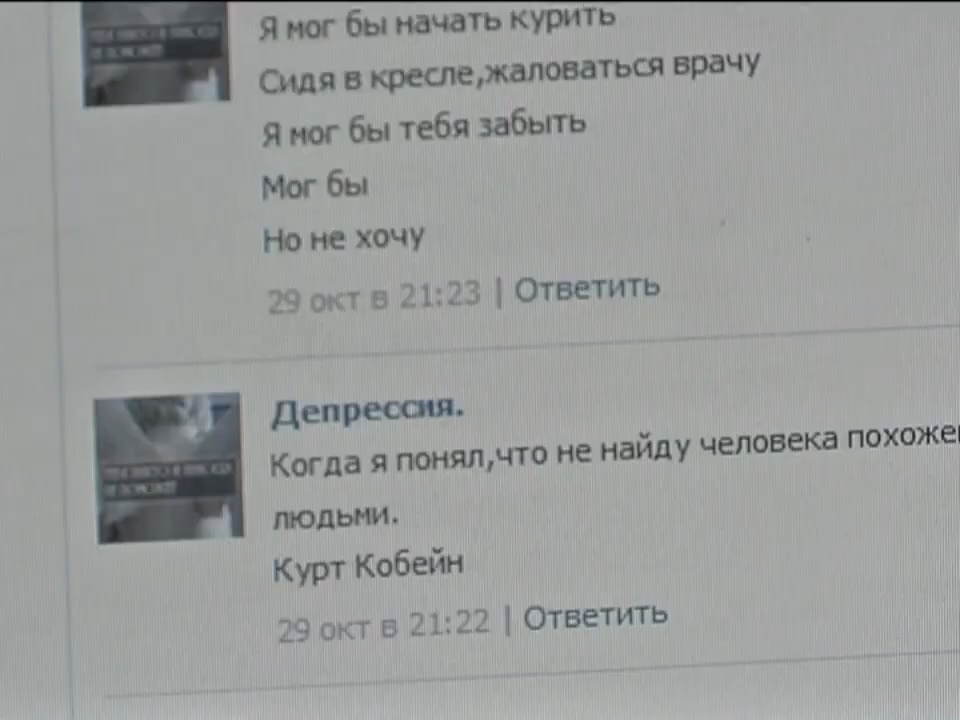 Я мог бы начать курить
Сидя в кресле,жаловаться врачу
Я мог бы тебя забыть
Мог бы
Но не хочу
29 окт в 21:23 | Ответить
Депрессия.
Когда я понял,что не найду человека похоже
людьми.
Курт Кобейн
29 окт в 21:22 | Ответить